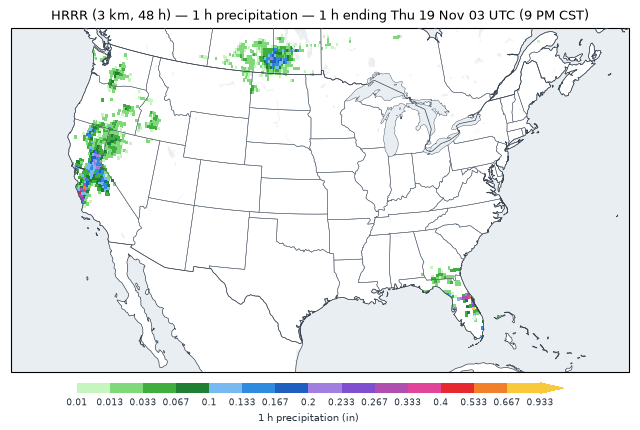 HRRR (3 km, 48 h) — 1 h precipitation — 1 h ending Thu 19 Nov 03 UTC (9 PM CST)
0.01 0.013 0.033 0.067 0.1 0.133 0.167 0.2 0.233 0.267 0.333 0.4 0.533 0.667 0.933
1 h precipitation (in)